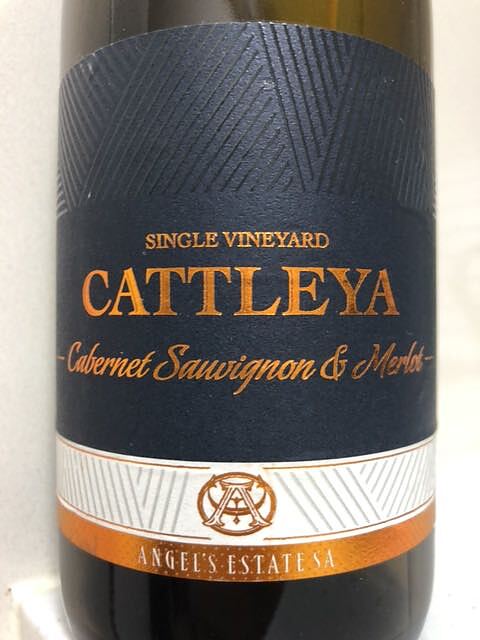 SINGLE VINEYARD
CATTLEYA
Cabernet Sauvignon & Merlot
A
ANGEL'S ESTATE SA